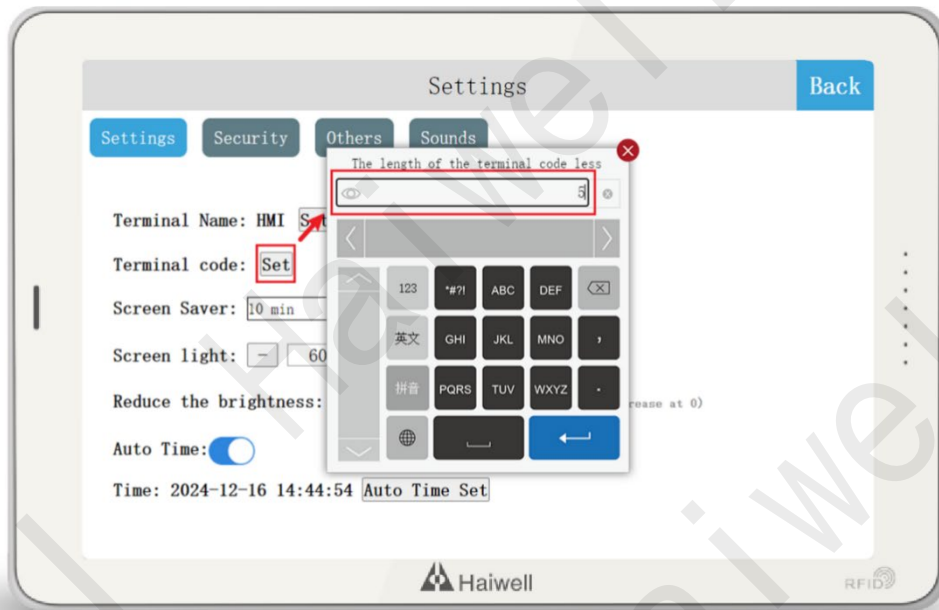 Settings
Back
Settings
Security
Others
Sounds
The length of the terminal code less
5
Terminal Name: HMI
Terminal code: Set
Screen Saver: 10 min
Screen light: - 60
Reduce the brightness:
Auto Time:
Time: 2024-12-16 14:44:54 Auto Time Set
123
*#?!
ABC
DEF
英文
GHI
JKL
MNO
,
拼音
PQRS
TUV
WXYZ
.
rease at 0)
Haiwell
RFID